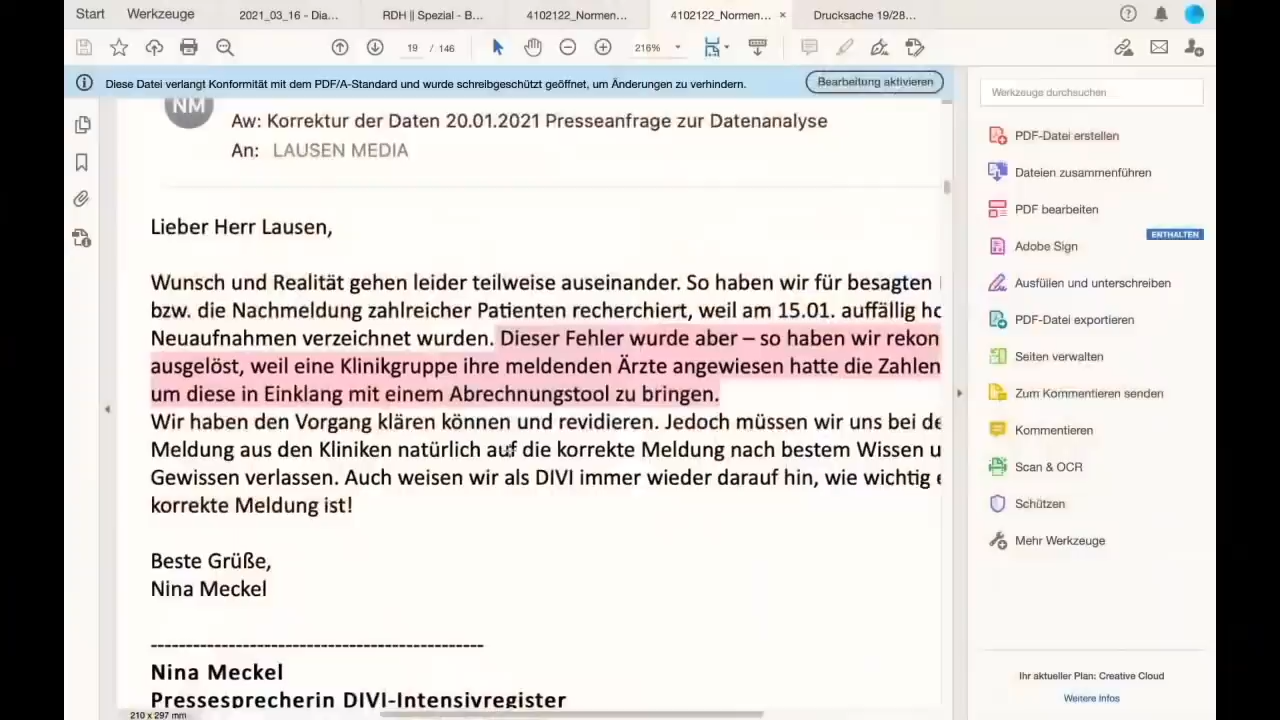 Start Werkzeuge 2021_03_16 - Dia... RDH || Spezial - B... 4102122_Normen... 4102122_Normen... × Drucksache 19/28...
19 / 146 216%
Diese Datei verlangt Konformität mit dem PDF/A-Standard und wurde schreibgeschützt geöffnet, um Änderungen zu verhindern. Bearbeitung aktivieren
NM
Aw: Korrektur der Daten 20.01.2021 Presseanfrage zur Datenanalyse
An: LAUSEN MEDIA
Lieber Herr Lausen,
Wunsch und Realität gehen leider teilweise auseinander. So haben wir für besagten
bzw. die Nachmeldung zahlreicher Patienten recherchiert, weil am 15.01. auffällig ho
Neuaufnahmen verzeichnet wurden. Dieser Fehler wurde aber – so haben wir rekon
ausgelöst, weil eine Klinikgruppe ihre meldenden Ärzte angewiesen hatte die Zahlen
um diese in Einklang mit einem Abrechnungstool zu bringen.
Wir haben den Vorgang klären können und revidieren. Jedoch müssen wir uns bei de
Meldung aus den Kliniken natürlich auf die korrekte Meldung nach bestem Wissen u
Gewissen verlassen. Auch weisen wir als DIVI immer wieder darauf hin, wie wichtig e
korrekte Meldung ist!
Beste Grüße,
Nina Meckel
---------------------------------------------
Nina Meckel
Pressesprecherin DIVI-Intensivregister
210 x 297 mm
Werkzeuge durchsuchen
PDF-Datei erstellen
Dateien zusammenführen
PDF bearbeiten
ENTHALTEN
Adobe Sign
Ausfüllen und unterschreiben
PDF-Datei exportieren
Seiten verwalten
Zum Kommentieren senden
Kommentieren
Scan & OCR
Schützen
Mehr Werkzeuge
Ihr aktueller Plan: Creative Cloud
Weitere Infos